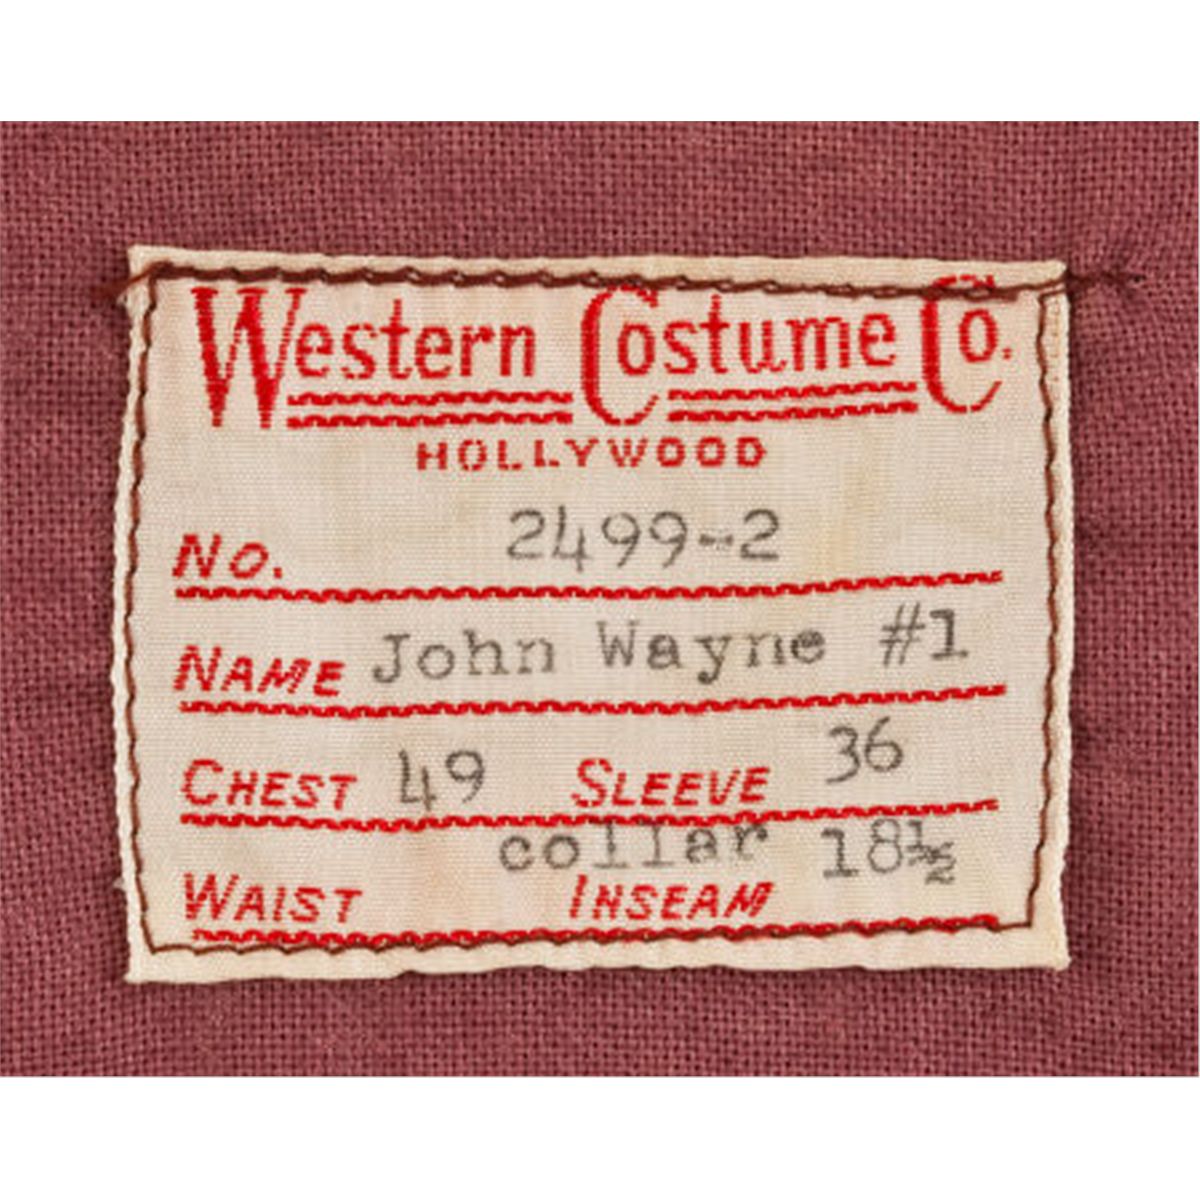 Western Costume Co.
HOLLYWOOD
No. 2499-2
NAME John Wayne #1
CHEST 49 SLEEVE 36
collar 18½
WAIST INSEAM